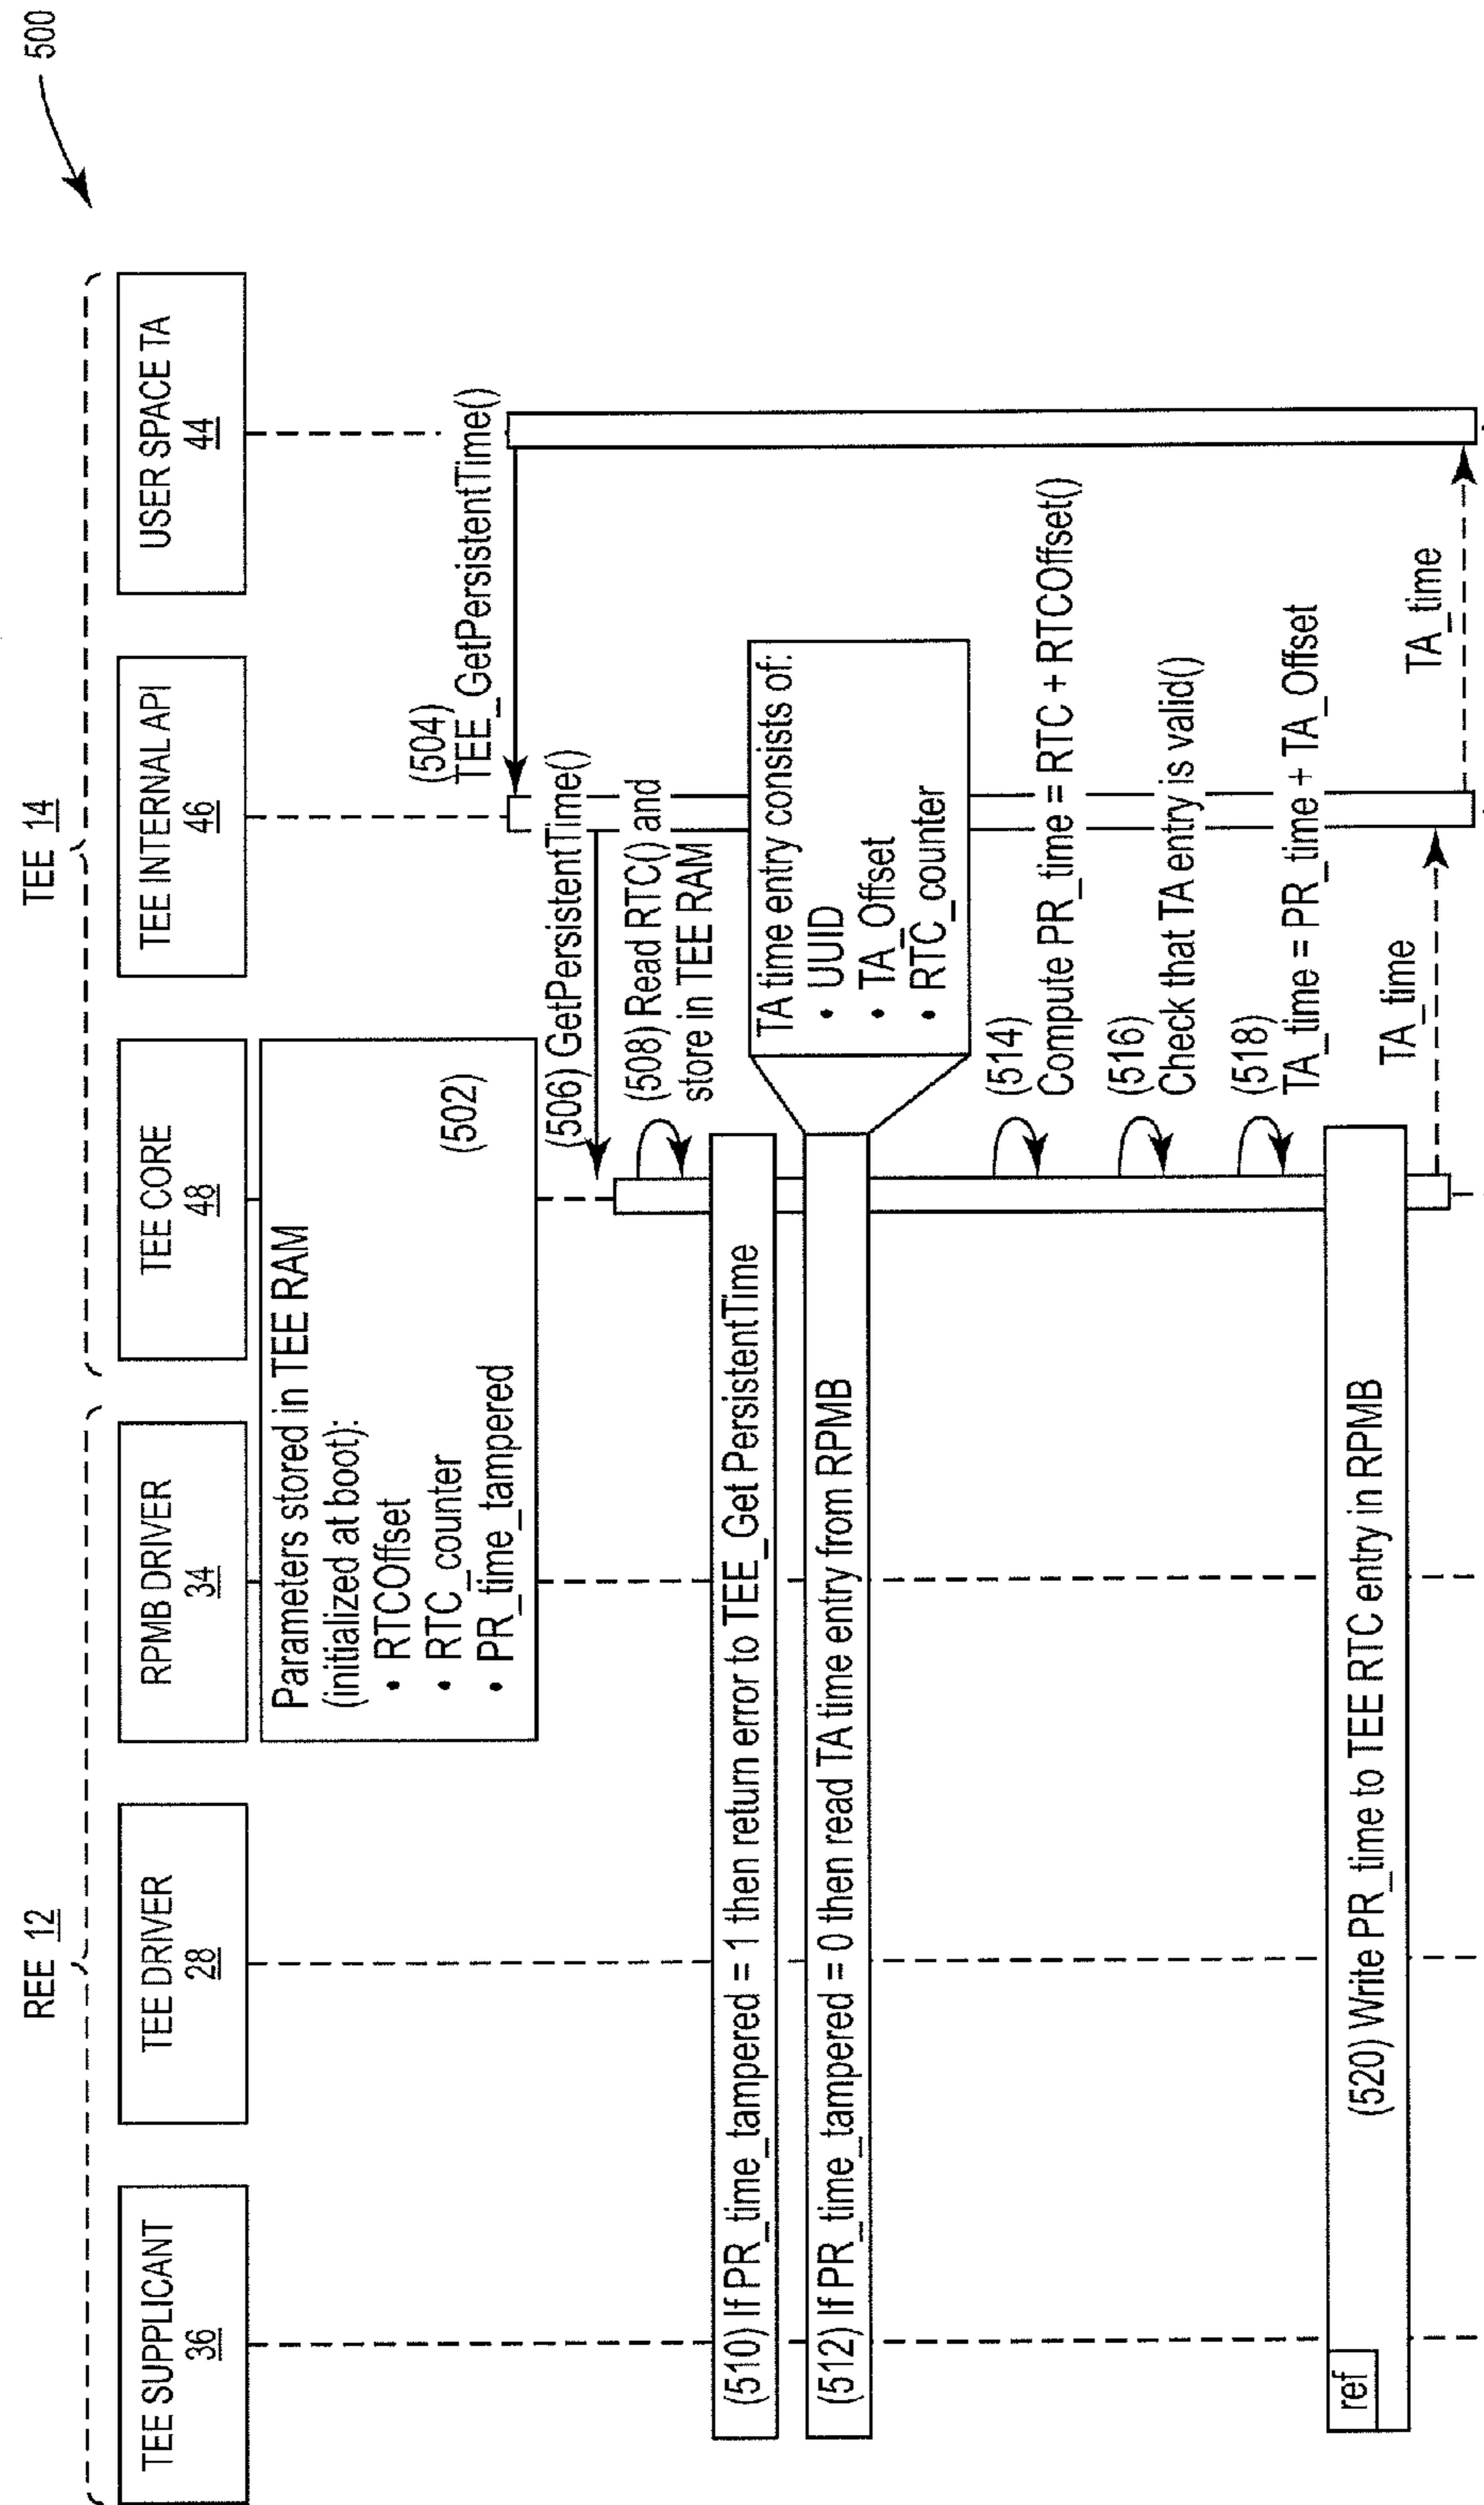 500
REE 12
TEE 14
TEE SUPPLICANT
36
TEE DRIVER
28
RPMB DRIVER
34
TEE CORE
48
TEE INTERNAL API
46
USER SPACE TA
44
Parameters stored in TEE RAM
(initialized at boot):
• RTCOffset
• RTC_counter
• PR_time_tampered
(502)
(504)
TEE_GetPersistentTime()
(506) GetPersistentTime()
(508) Read RTC() and
store in TEE RAM
(510) If PR_time_tampered = 1 then return error to TEE_Get PersistentTime
(512) If PR_time_tampered = 0 then read TA time entry from RPMB
TA time entry consists of:
• UUID
• TA_Offset
• RTC_counter
(514)
Compute PR_time = RTC + RTCOffset()
(516)
Check that TA entry is valid()
(518)
TA_time = PR_time + TA_Offset
ref
(520) Write PR_time to TEE RTC entry in RPMB
TA_time
TA_time